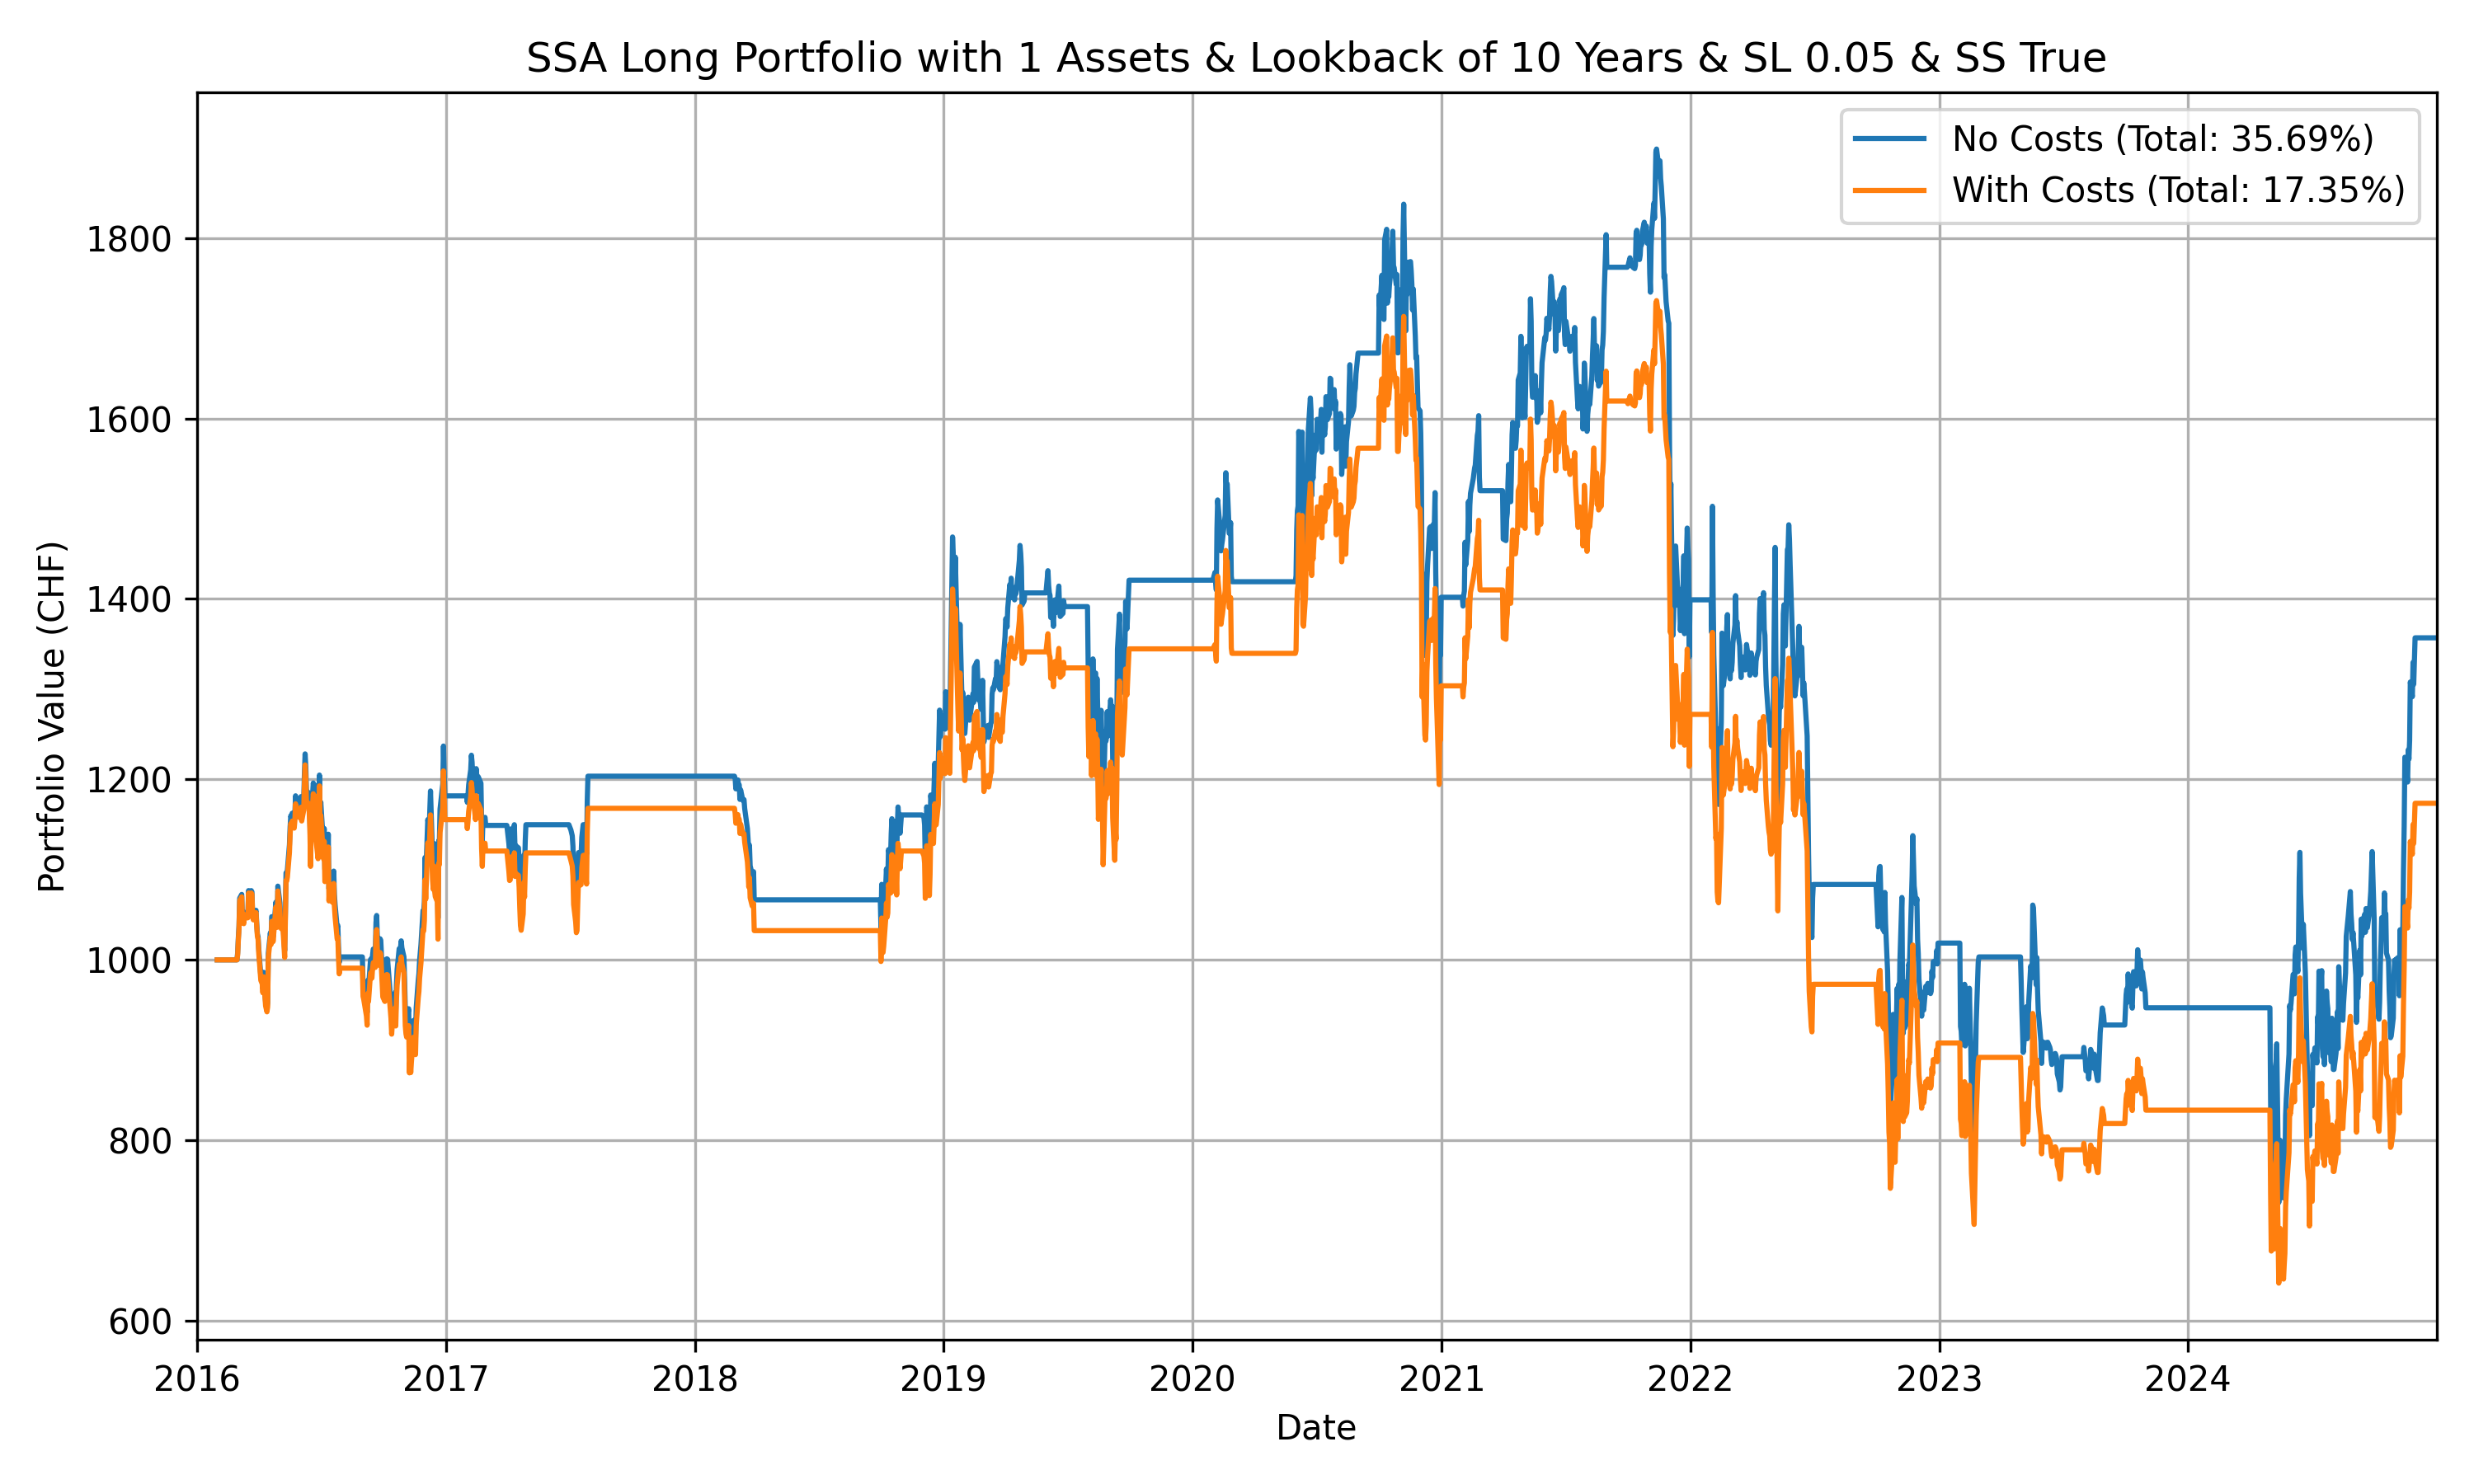 SSA Long Portfolio with 1 Assets & Lookback of 10 Years & SL 0.05 & SS True
No Costs (Total: 35.69%)
With Costs (Total: 17.35%)
Portfolio Value (CHF)
1800
1600
1400
1200
1000
800
600
2016 2017 2018 2019 2020 2021 2022 2023 2024
Date